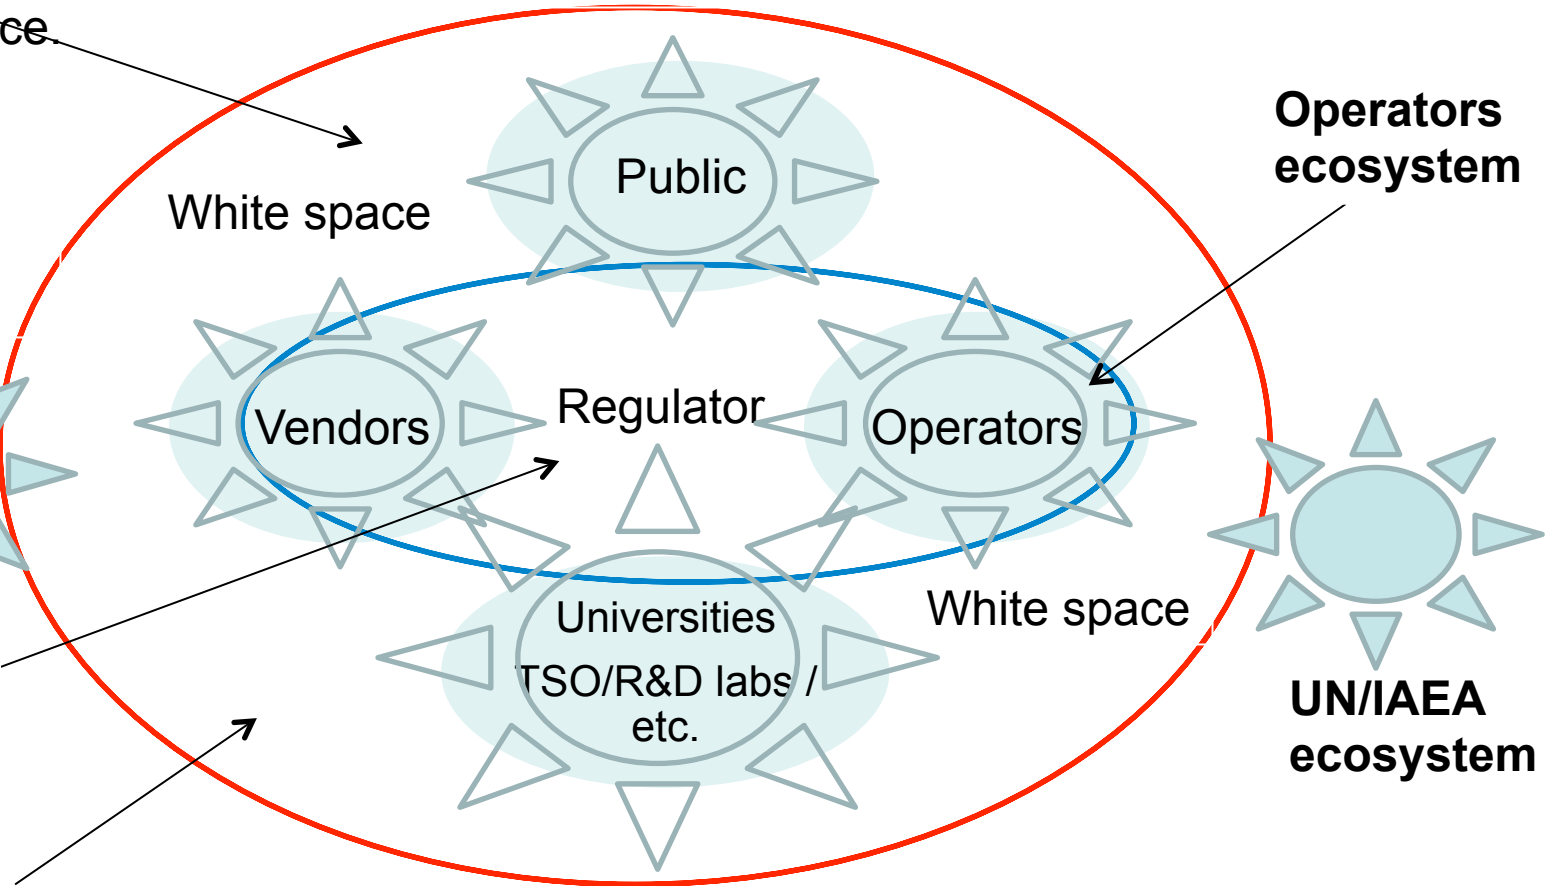 ce.
Operators
ecosystem
Public
White space
Regulator
Vendors
Operators
Universities
White space
TSO/R&D labs /
etc.
UN/IAEA
ecosystem